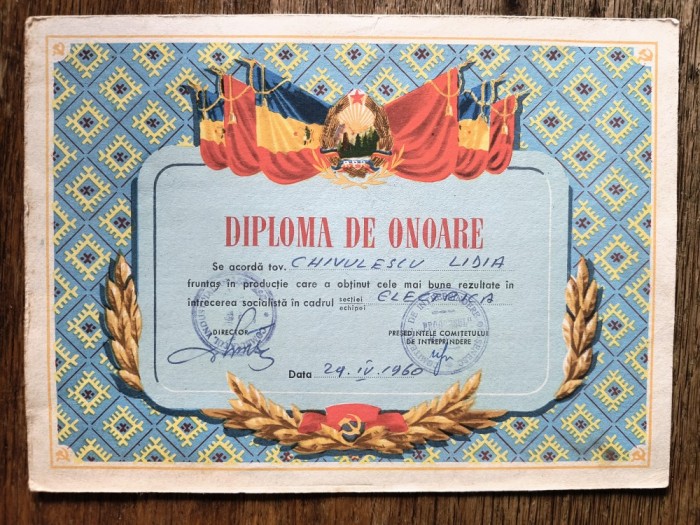 R.P.R.
DIPLOMA DE ONOARE
Se acordă tov. CHIVULESCU LIDIA
fruntaș în producție care a obținut cele mai bune rezultate în
întrecerea socialistă în cadrul secției ELECTRICA
echipei
DIRECTOR
PREȘEDINTELE COMITETULUI
DE ÎNTREPRINDERE
Data 29.IV.1960